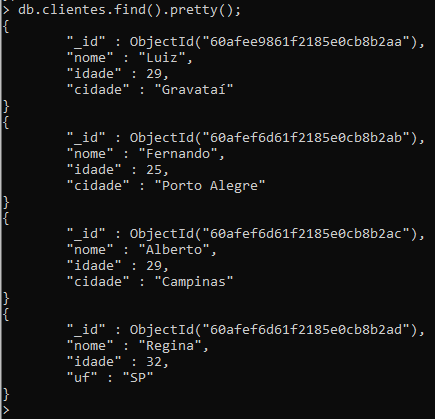 > db.clientes.find().pretty();
{
"_id" : ObjectId("60afee9861f2185e0cb8b2aa"),
"nome" : "Luiz",
"idade" : 29,
"cidade" : "Gravataí"
}
{
"_id" : ObjectId("60afef6d61f2185e0cb8b2ab"),
"nome" : "Fernando",
"idade" : 25,
"cidade" : "Porto Alegre"
}
{
"_id" : ObjectId("60afef6d61f2185e0cb8b2ac"),
"nome" : "Alberto",
"idade" : 29,
"cidade" : "Campinas"
}
{
"_id" : ObjectId("60afef6d61f2185e0cb8b2ad"),
"nome" : "Regina",
"idade" : 32,
"uf" : "SP"
}
>